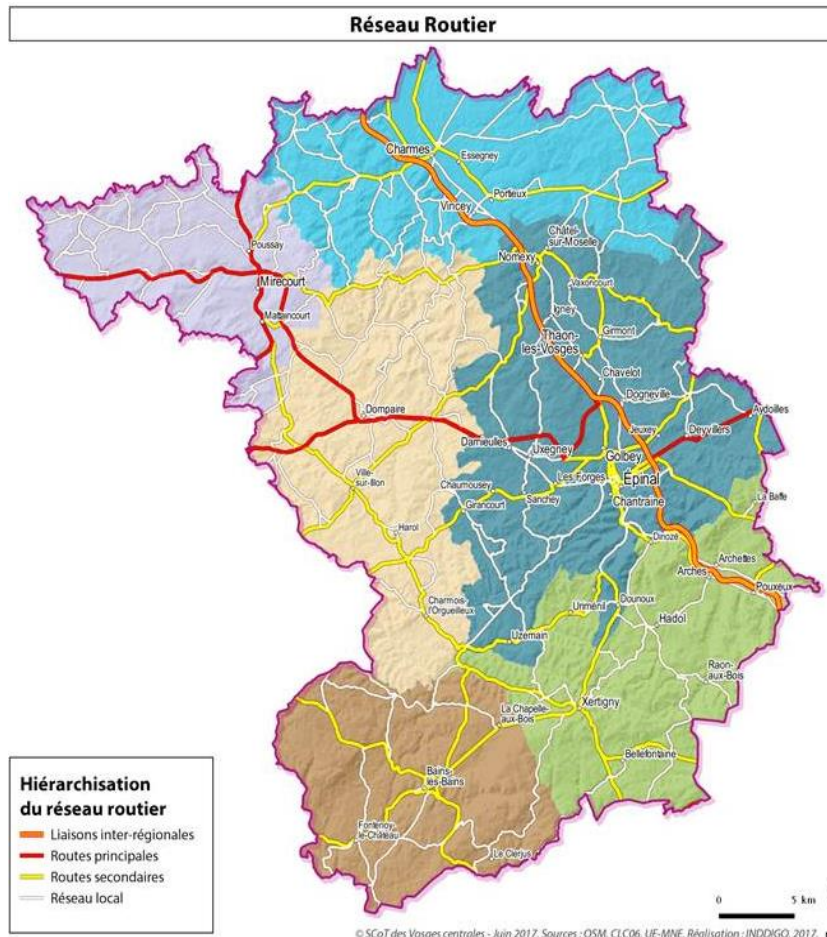 Réseau Routier
Charmes
Essegney
Portieux
Vincey
Châtel-
sur-Moselle
Nomexy
Poussay
Mirecourt
Mattaincourt
Vaxoncourt
Igney
Girmont
Thaon-
les-Vosges
Chavelot
Dogneville
Aydoilles
Dompaire
Jeuxey
Deyvillers
Damieulles
Uxegney
Golbey
Ville-
sur-Illon
Chaumousey
Les Forges
Épinal
Girancourt
Sanchey
Chantraine
La Baffe
Harol
Dinozé
Archettes
Arches
Pouxeux
Charmois-
l'Orgueilleux
Uriménil
Dounoux
Hadol
Uzemain
Raon-
aux-Bois
La Chapelle-
aux-Bois
Xertigny
Bellefontaine
Bains-
les-Bains
Fontenoy-
le-Château
Le Clerjus
Hiérarchisation
du réseau routier
Liaisons inter-régionales
Routes principales
Routes secondaires
Réseau local
0 5 km
© SCoT des Vosges centrales - Juin 2017. Sources : OSM, CLC06, UE-MNE. Réalisation : INDDIGO, 2017.